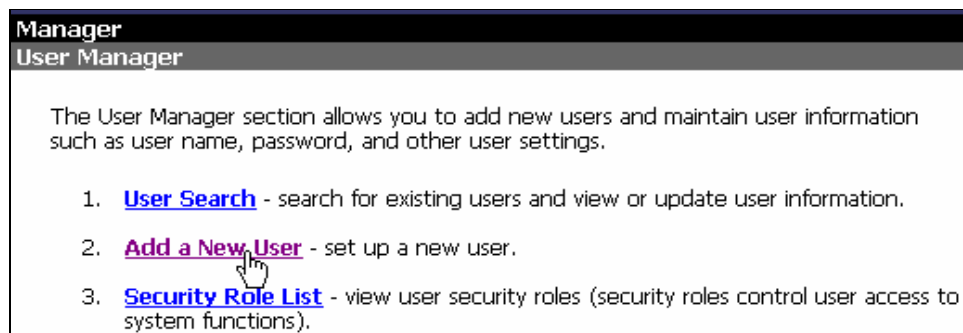 Manager
User Manager
The User Manager section allows you to add new users and maintain user information
such as user name, password, and other user settings.
1. User Search - search for existing users and view or update user information.
2. Add a New User - set up a new user.
3. Security Role List - view user security roles (security roles control user access to
system functions).